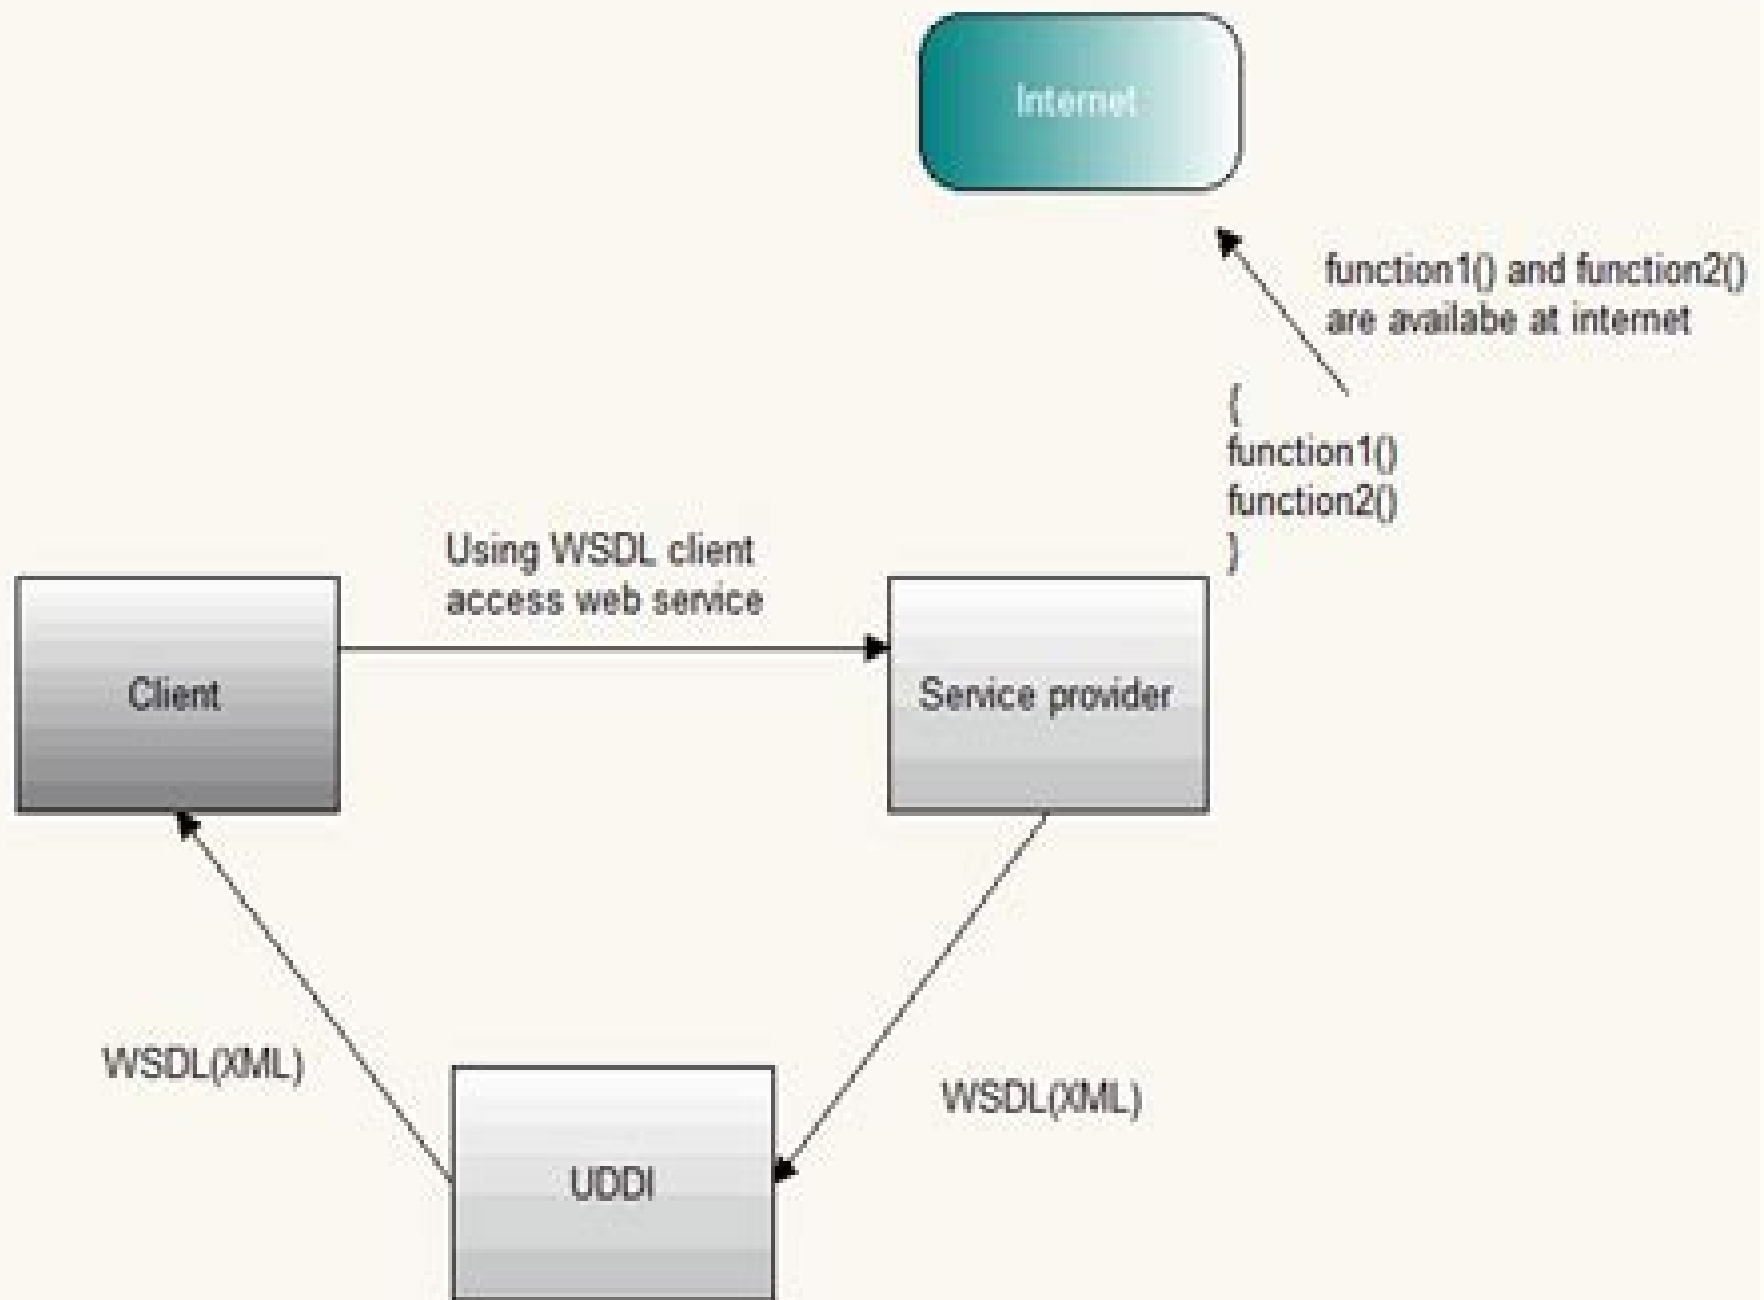 Internet
function1() and function2()
are availabe at internet
{
function1()
function2()
}
Using WSDL client
access web service
Client
Service provider
WSDL(XML)
WSDL(XML)
UDDI